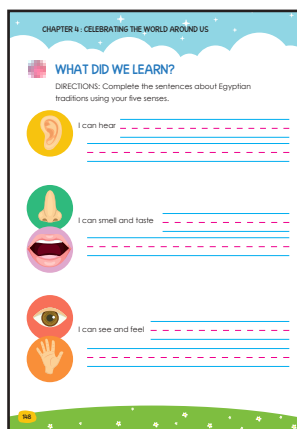 CHAPTER 4 : CELEBRATING THE WORLD AROUND US
WHAT DID WE LEARN?
DIRECTIONS: Complete the sentences about Egyptian
traditions using your five senses.
I can hear
I can smell and taste
I can see and feel
148